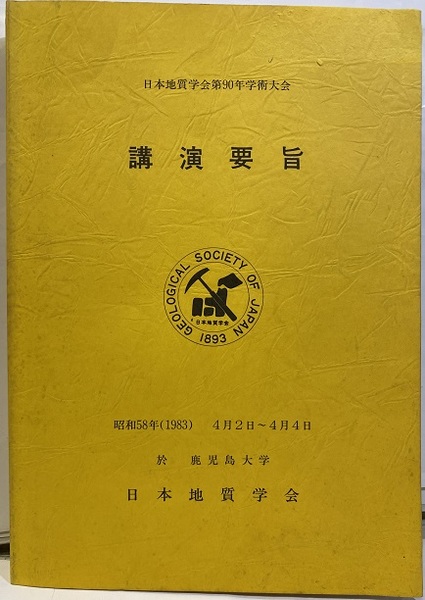 日本地質学会第90年学術大会
講演要旨
GEOLOGICAL SOCIETY OF JAPAN
日本地質学会
1893
昭和58年(1983) 4月2日～4月4日
於 鹿児島大学
日本地質学会